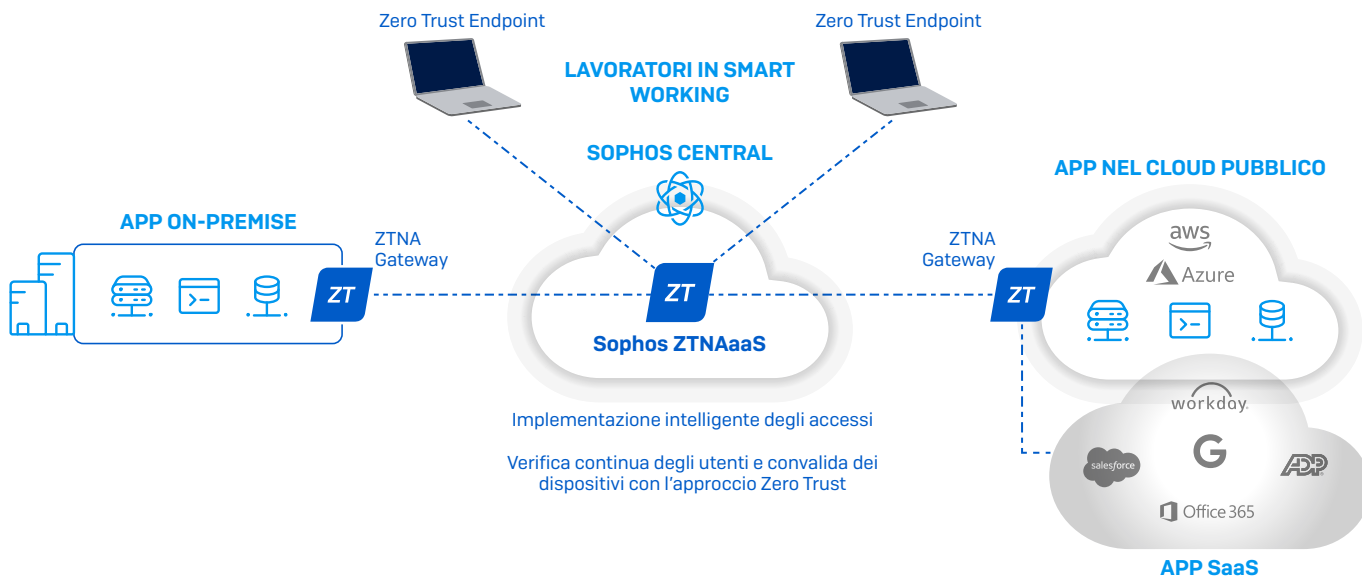 Zero Trust Endpoint
Zero Trust Endpoint
LAVORATORI IN SMART
WORKING
SOPHOS CENTRAL
APP NEL CLOUD PUBBLICO
APP ON-PREMISE
ZTNA
Gateway
ZTNA
Gateway
aws
Azure
ZT
ZT
ZT
>-
>-
Sophos ZTNAaaS
workday.
Implementazione intelligente degli accessi
Verifica continua degli utenti e convalida dei
dispositivi con l'approccio Zero Trust
salesforce
G
ADP
Office 365
APP SaaS